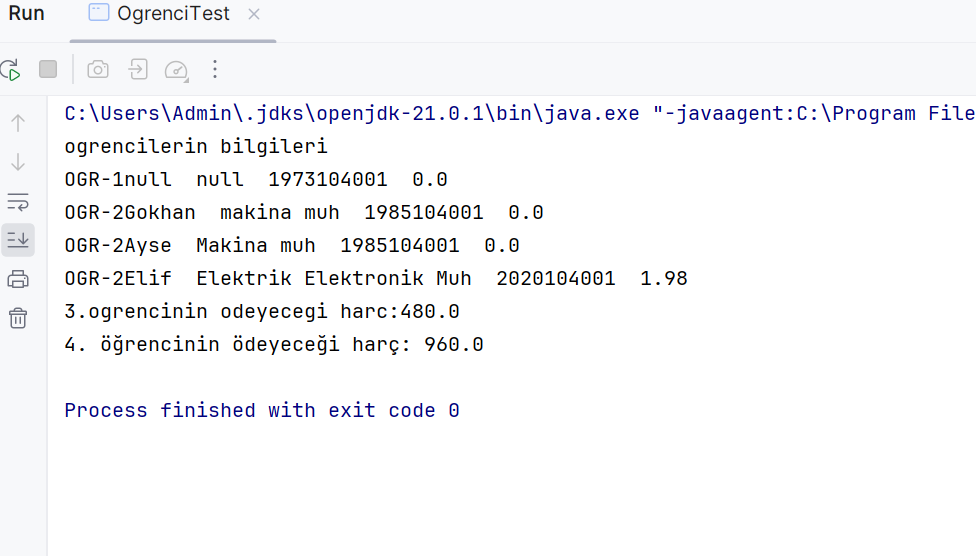 Run OgrenciTest
C:\Users\Admin\.jdks\openjdk-21.0.1\bin\java.exe "-javaagent:C:\Program File
ogrencilerin bilgileri
OGR-1null  null  1973104001  0.0
OGR-2Gokhan  makina muh  1985104001  0.0
OGR-2Ayse  Makina muh  1985104001  0.0
OGR-2Elif  Elektrik Elektronik Muh  2020104001  1.98
3.ogrencinin odeyecegi harc:480.0
4. öğrencinin ödeyeceği harç: 960.0
Process finished with exit code 0